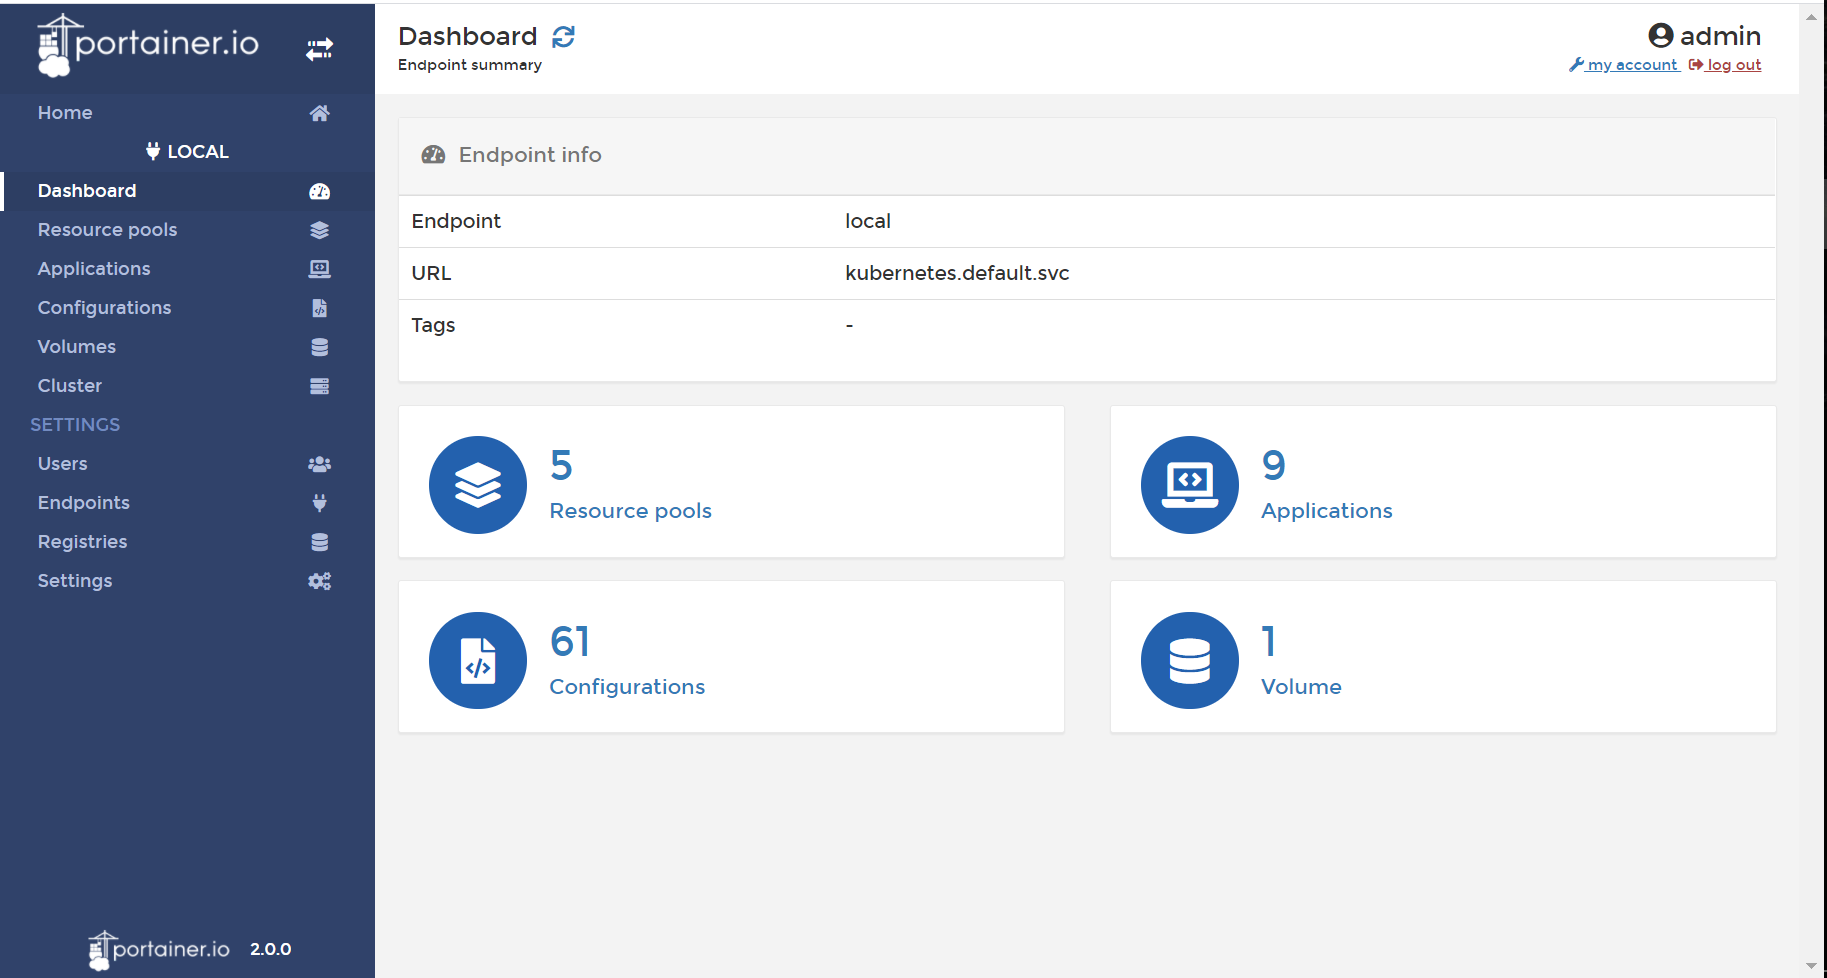 portainer.io
Home
LOCAL
Dashboard
Resource pools
Applications
Configurations
Volumes
Cluster
SETTINGS
Users
Endpoints
Registries
Settings
portainer.io 2.0.0
Dashboard
Endpoint summary
admin
my account log out
Endpoint info
Endpoint local
URL kubernetes.default.svc
Tags -
5
Resource pools
9
Applications
61
Configurations
1
Volume